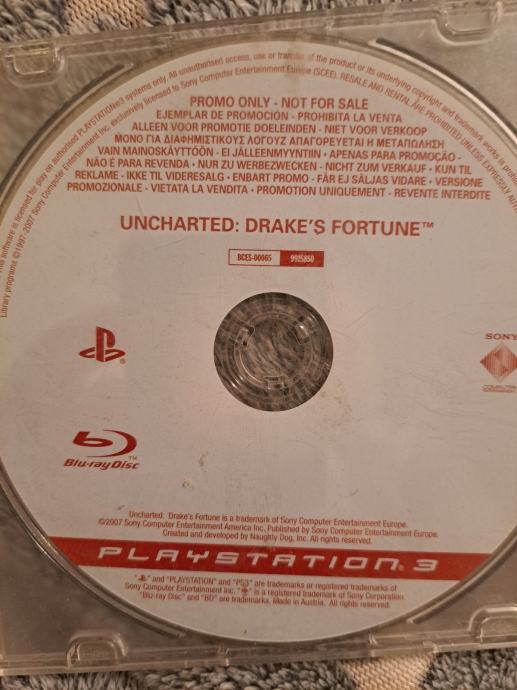 This software is licensed for play on authorised PLAYSTATION®3 systems only. All unauthorised access, use or transfer of the product or its underlying copyright and trademark works is
Library programs ©1997-2007 Sony Computer Entertainment Inc. exclusively licensed to Sony Computer Entertainment Europe (SCEE). RESALE AND RENTAL ARE PROHIBITED UNLESS EXPRESSLY
PROMO ONLY - NOT FOR SALE
EJEMPLAR DE PROMOCIÓN - PROHIBITA LA VENTA
ALLEEN VOOR PROMOTIE DOELEINDEN - NIET VOOR VERKOOP
ΜΟΝΟ ΓΙΑ ΔΙΑΦΗΜΙΣΤΙΚΟΥΣ ΛΟΓΟΥΣ ΑΠΑΓΟΡΕΥΕΤΑΙ Η ΜΕΤΑΠΩΛΗΣΗ
VAIN MAINOSKÄYTTÖÖN - EI JÄLLEENMYYNTIIN - APENAS PARA PROMOÇÃO -
NÃO É PARA REVENDA - NUR ZU WERBEZWECKEN - NICHT ZUM VERKAUF - KUN TIL
REKLAME - IKKE TIL VIDERESALG - ENBART PROMO - FÅR EJ SÄLJAS VIDARE - VERSIONE
PROMOZIONALE - VIETATA LA VENDITA - PROMOTION UNIQUEMENT - REVENTE INTERDITE
UNCHARTED: DRAKE'S FORTUNE™
BCES-00065 9925850
SONY
COMPUTER
ENTERTAINMENT
Blu-ray Disc™
Uncharted: Drake's Fortune is a trademark of Sony Computer Entertainment Europe.
©2007 Sony Computer Entertainment America Inc. Published by Sony Computer Entertainment Europe.
Created and developed by Naughty Dog, Inc. All rights reserved.
PLAYSTATION®3
" " and "PLAYSTATION" and "PS3" are trademarks or registered trademarks of
Sony Computer Entertainment Inc. " " is a registered trademark of Sony Corporation.
"Blu-ray Disc" and "BD" are trademarks. Made in Austria. All rights reserved.